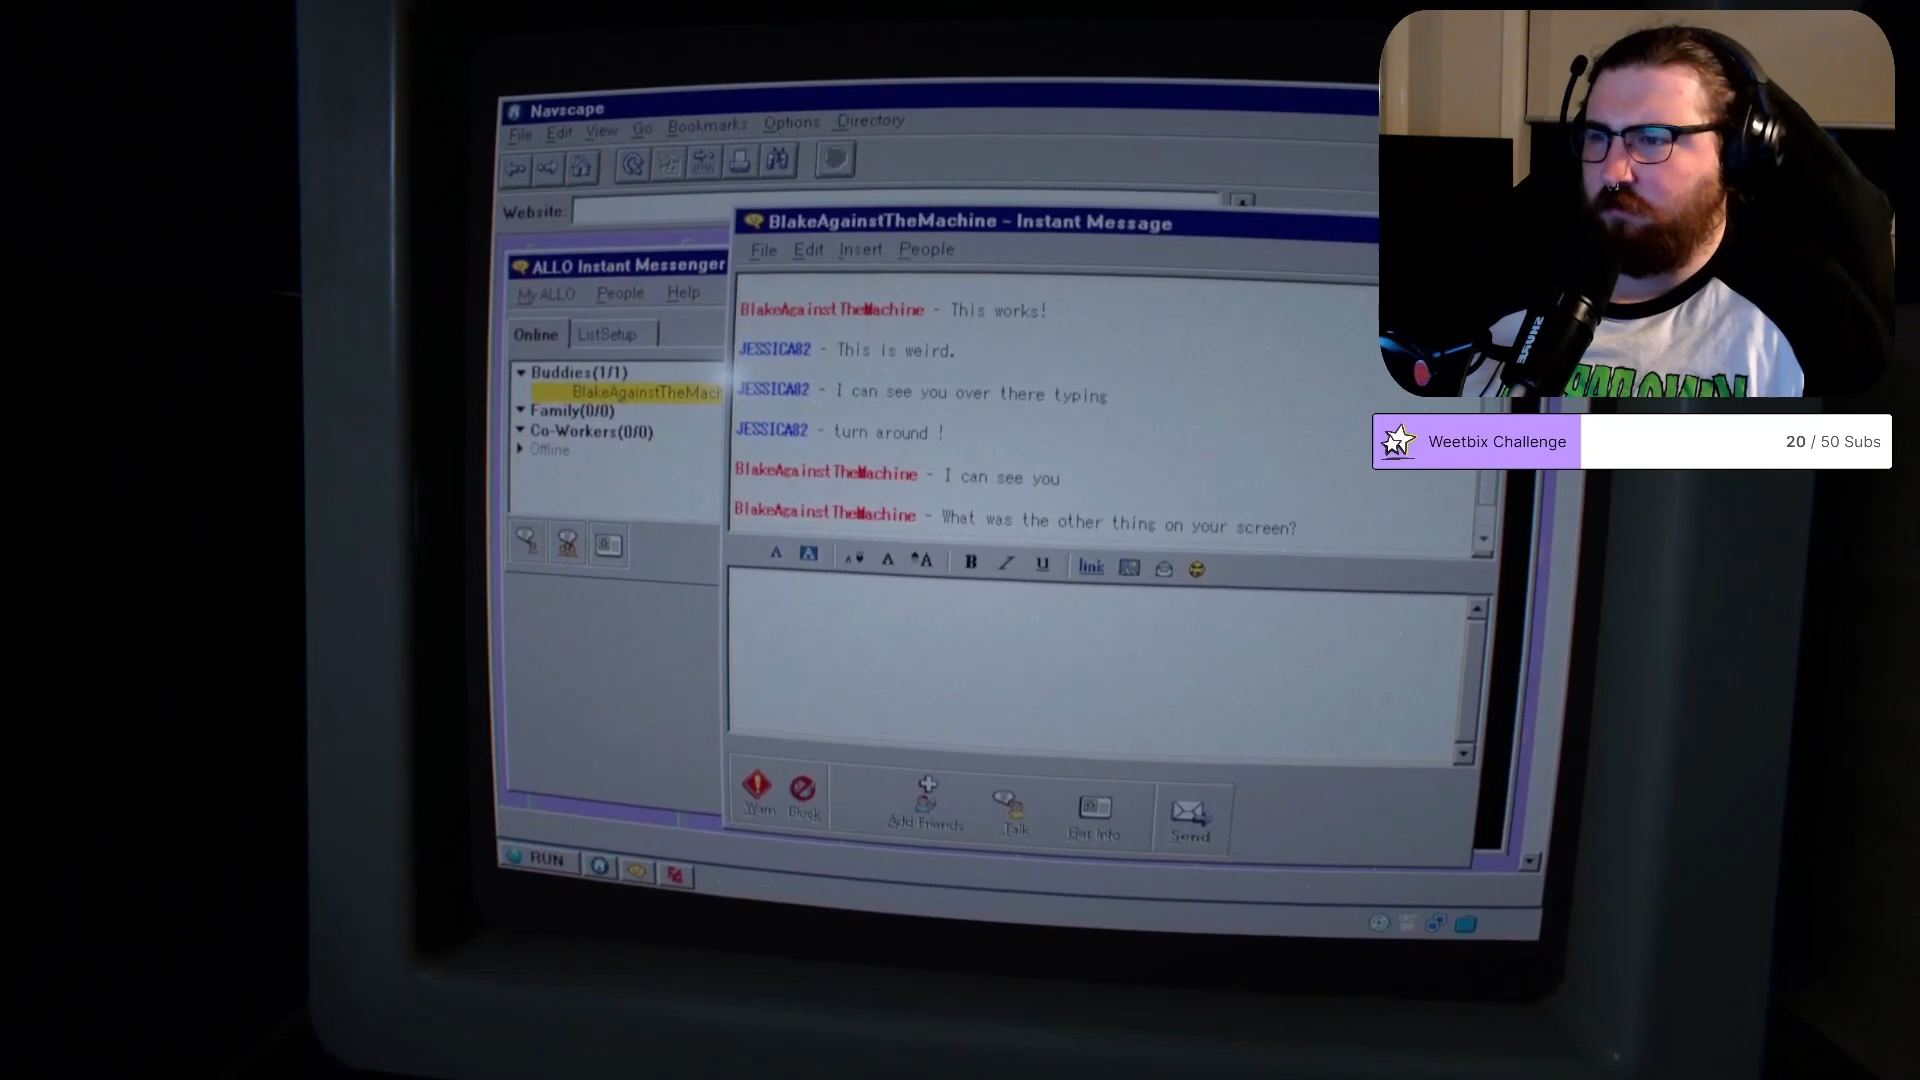 Navscape
File Edit View Go Bookmarks Options Directory
Website:
BlakeAgainstTheMachine - Instant Message
File Edit Insert People
ALLO Instant Messenger
My ALLO People Help
Online ListSetup
Buddies(1/1)
BlakeAgainstTheMach
Family(0/0)
Co-Workers(0/0)
Offline
BlakeAgainstTheMachine - This works!
JESSICA82 - This is weird.
JESSICA82 - I can see you over there typing
JESSICA82 - turn around !
BlakeAgainstTheMachine - I can see you
BlakeAgainstTheMachine - What was the other thing on your screen?
A A A A A B I U link
Warn Block Add Friends Talk Get Info Send
RUN
SHURE
Weetbix Challenge 20 / 50 Subs